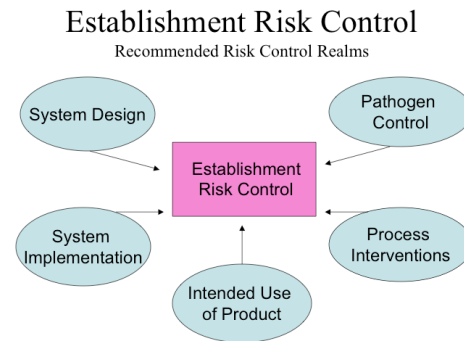 Establishment Risk Control
Recommended Risk Control Realms
System Design
Pathogen
Control
Establishment
Risk Control
System
Implementation
Process
Interventions
Intended Use
of Product